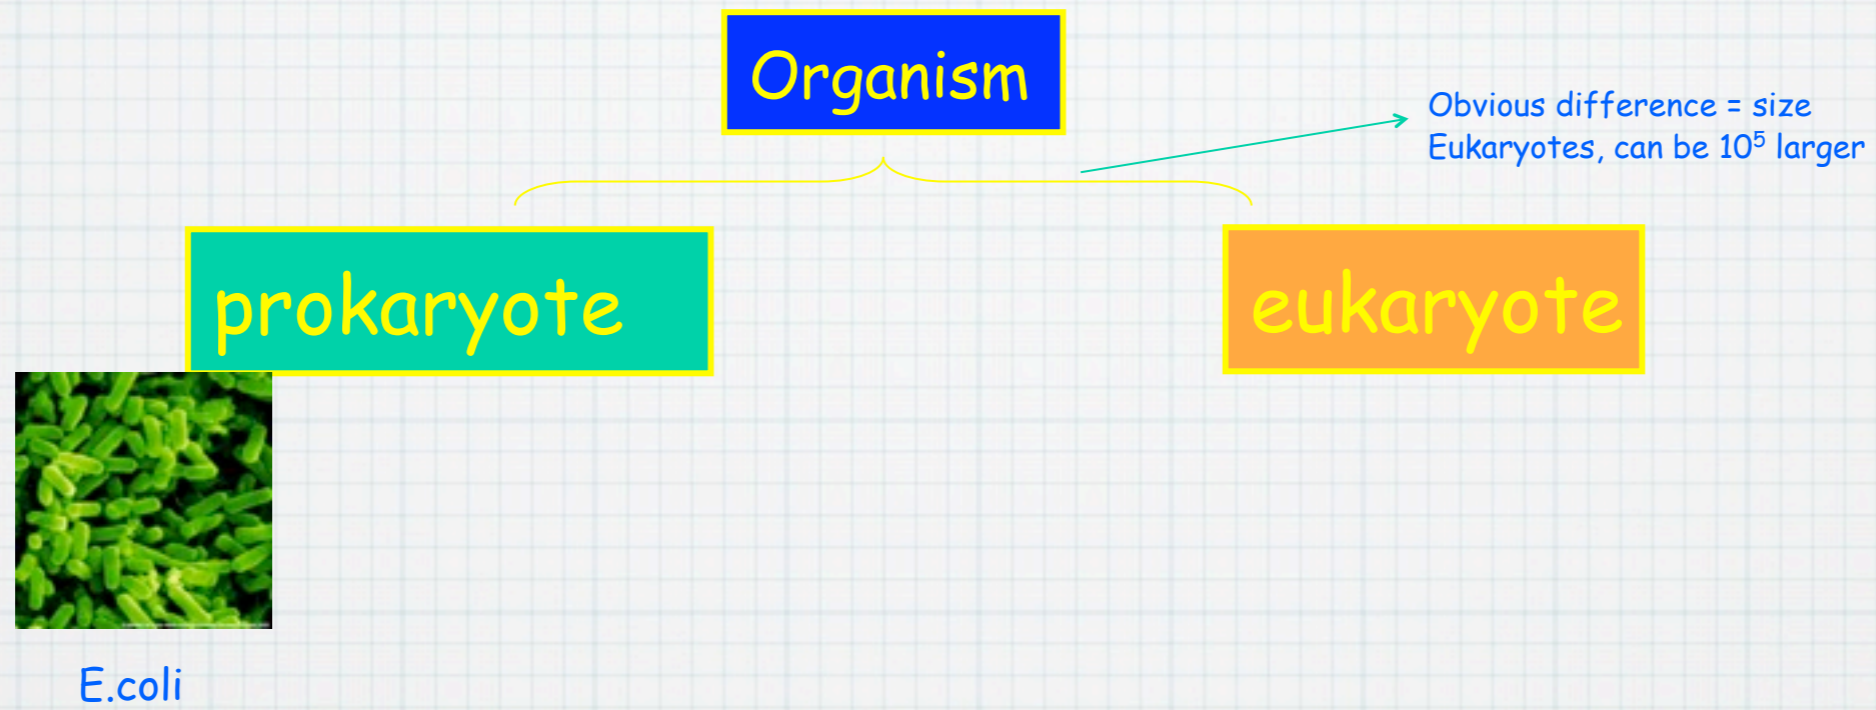 Organism
Obvious difference = size
Eukaryotes, can be 10⁵ larger
prokaryote
eukaryote
E.coli